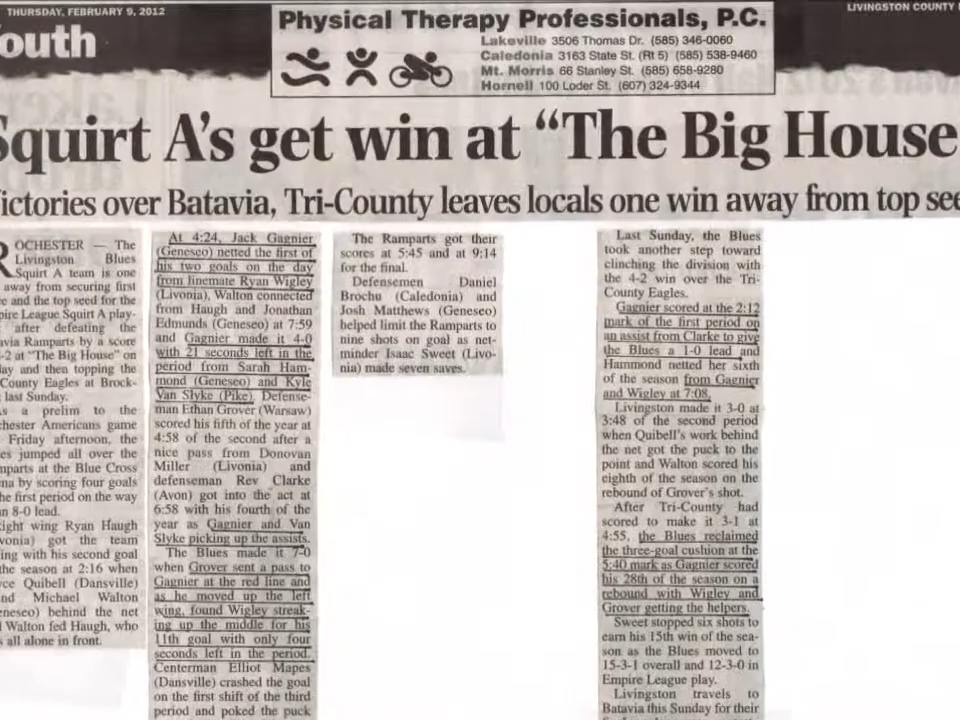 THURSDAY, FEBRUARY 9, 2012
LIVINGSTON COUNTY
outh
Physical Therapy Professionals, P.C.
Lakeville 3506 Thomas Dr. (585) 346-0060
Caledonia 3163 State St. (Rt 5) (585) 538-9460
Mt. Morris 66 Stanley St. (585) 658-9280
Hornell 100 Loder St. (607) 324-9344
Squirt A's get win at “The Big House
ictories over Batavia, Tri-County leaves locals one win away from top see
ROCHESTER — The
Livingston Blues
Squirt A team is one
away from securing first
e and the top seed for the
pire League Squirt A play-
after defeating the
avia Ramparts by a score
-2 at “The Big House” on
day and then topping the
County Eagles at Brock-
last Sunday.
As a prelim to the
chester Americans game
Friday afternoon, the
es jumped all over the
mparts at the Blue Cross
na by scoring four goals
he first period on the way
n 8-0 lead.
ight wing Ryan Haugh
vonia) got the team
ing with his second goal
the season at 2:16 when
ce Quibell (Dansville)
nd Michael Walton
eneseo) behind the net
Walton fed Haugh, who
s all alone in front.
At 4:24, Jack Gagnier
(Geneseo) netted the first of
his two goals on the day
from linemate Ryan Wigley
(Livonia), Walton connected
from Haugh and Jonathan
Edmunds (Geneseo) at 7:59
and Gagnier made it 4-0
with 21 seconds left in the
period from Sarah Ham-
mond (Geneseo) and Kyle
Van Slyke (Pike). Defense-
man Ethan Grover (Warsaw)
scored his fifth of the year at
4:58 of the second after a
nice pass from Donovan
Miller (Livonia) and
defenseman Rev Clarke
(Avon) got into the act at
6:58 with his fourth of the
year as Gagnier and Van
Slyke picking up the assists.
The Blues made it 7-0
when Grover sent a pass to
Gagnier at the red line and
as he moved up the left
wing, found Wigley streak-
ing up the middle for his
11th goal with only four
seconds left in the period.
Centerman Elliot Mapes
(Dansville) crashed the goal
on the first shift of the third
period and poked the puck
The Ramparts got their
scores at 5:45 and at 9:14
for the final.
Defensemen Daniel
Brochu (Caledonia) and
Josh Matthews (Geneseo)
helped limit the Ramparts to
nine shots on goal as net-
minder Isaac Sweet (Livo-
nia) made seven saves.
Last Sunday, the Blues
took another step toward
clinching the division with
the 4-2 win over the Tri-
County Eagles.
Gagnier scored at the 2:12
mark of the first period on
an assist from Clarke to give
the Blues a 1-0 lead and
Hammond netted her sixth
of the season from Gagnier
and Wigley at 7:08.
Livingston made it 3-0 at
3:48 of the second period
when Quibell's work behind
the net got the puck to the
point and Walton scored his
eighth of the season on the
rebound of Grover's shot.
After Tri-County had
scored to make it 3-1 at
4:55, the Blues reclaimed
the three-goal cushion at the
5:40 mark as Gagnier scored
his 28th of the season on a
rebound with Wigley and
Grover getting the helpers.
Sweet stopped six shots to
earn his 15th win of the sea-
son as the Blues moved to
15-3-1 overall and 12-3-0 in
Empire League play.
Livingston travels to
Batavia this Sunday for their